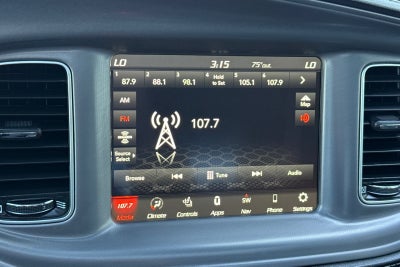 LO 3:15 75°Out LO
1 2 3 4 5 6
87.9 88.1 98.1 Hold to Set 105.1 107.9
AM
Map
FM
107.7
Source Select
Browse Tune Audio
107.7 SW
Media Climate Controls Apps Nav Phone Settings